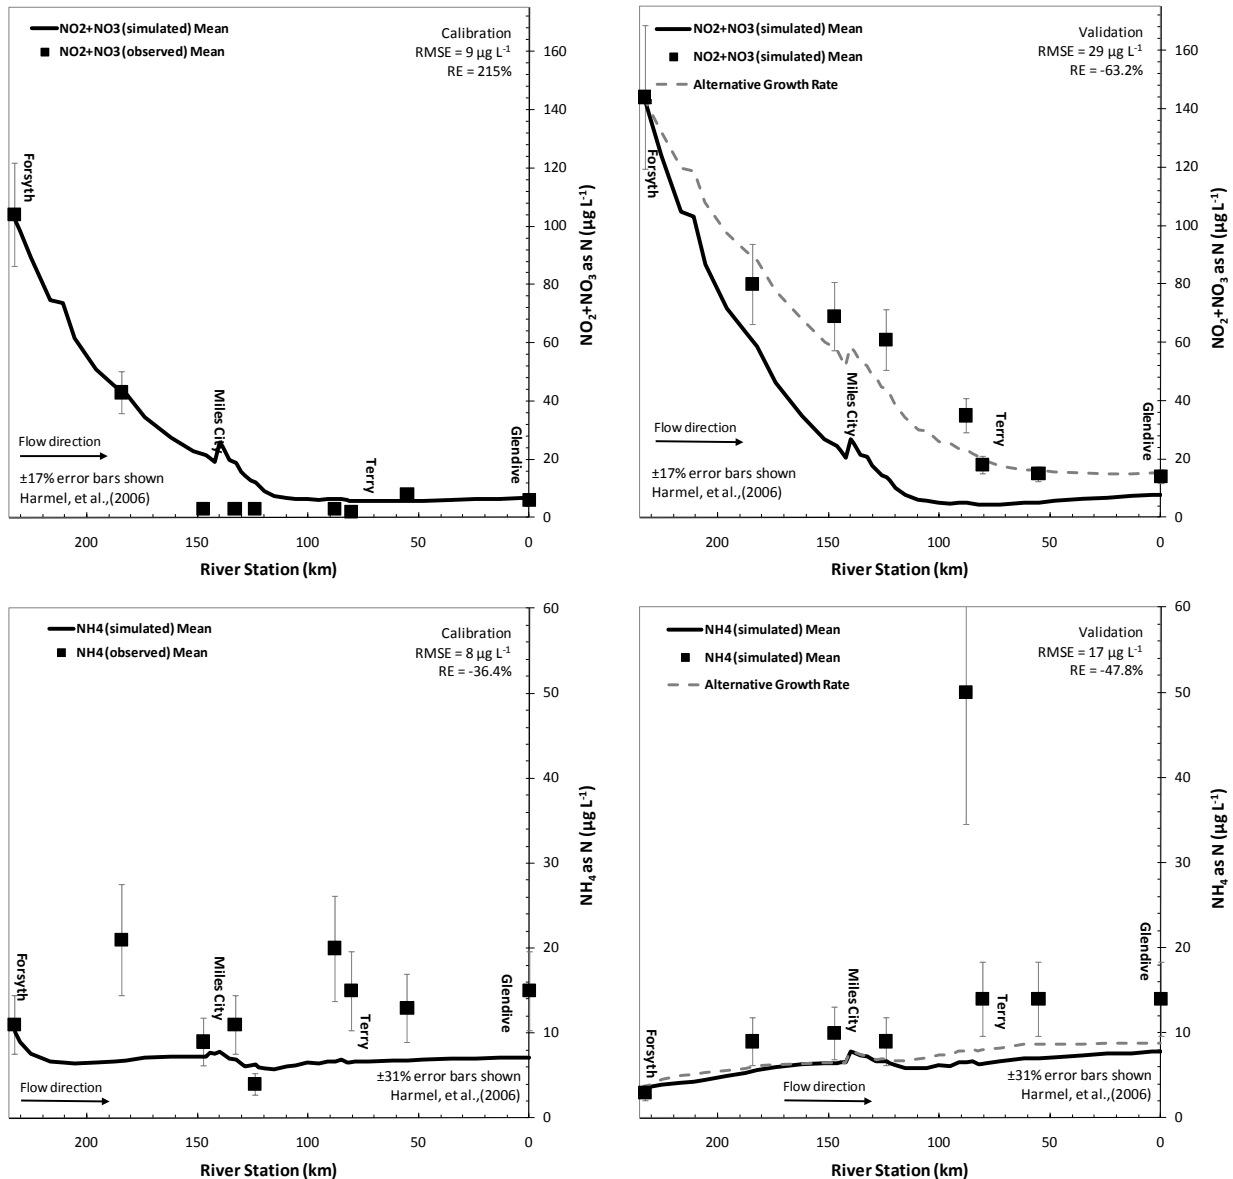 NO2+NO3 (simulated) Mean
NO2+NO3 (observed) Mean
Calibration
RMSE = 9 µg L-1
RE = 215%
Forsyth
Miles City
Terry
Glendive
Flow direction
±17% error bars shown
Harmel, et al.,(2006)
160
140
120
100
80
60
40
20
0
NO2+NO3 as N (µg L-1)
200
150
100
50
0
River Station (km)
NO2+NO3 (simulated) Mean
NO2+NO3 (simulated) Mean
Alternative Growth Rate
Validation
RMSE = 29 µg L-1
RE = -63.2%
Forsyth
Miles City
Terry
Glendive
Flow direction
±17% error bars shown
Harmel, et al.,(2006)
160
140
120
100
80
60
40
20
0
NO2+NO3 as N (µg L-1)
200
150
100
50
0
River Station (km)
NH4 (simulated) Mean
NH4 (observed) Mean
Calibration
RMSE = 8 µg L-1
RE = -36.4%
Forsyth
Miles City
Terry
Glendive
Flow direction
±31% error bars shown
Harmel, et al.,(2006)
60
50
40
30
20
10
0
NH4 as N (µg L-1)
200
150
100
50
0
River Station (km)
NH4 (simulated) Mean
NH4 (simulated) Mean
Alternative Growth Rate
Validation
RMSE = 17 µg L-1
RE = -47.8%
Forsyth
Miles City
Terry
Glendive
Flow direction
±31% error bars shown
Harmel, et al.,(2006)
60
50
40
30
20
10
0
NH4 as N (µg L-1)
200
150
100
50
0
River Station (km)